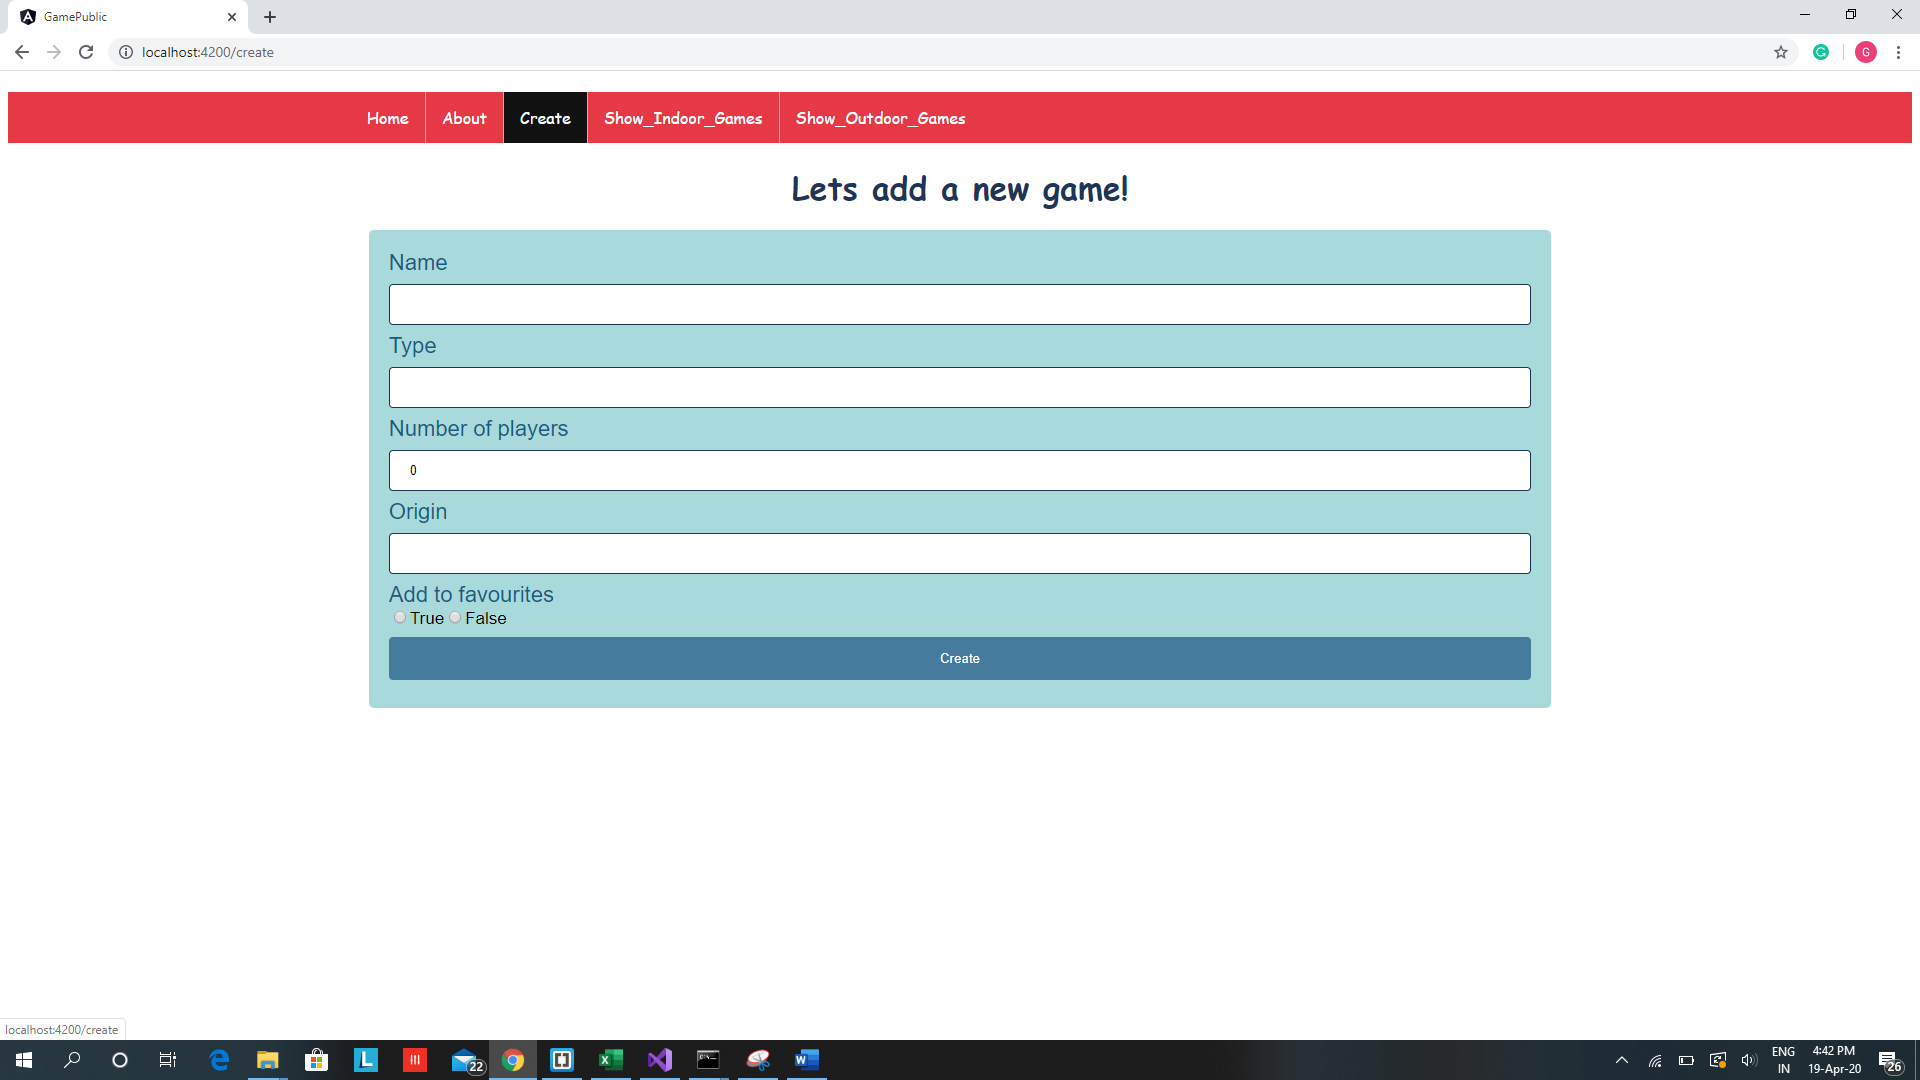 GamePublic
localhost:4200/create
G
Home About Create Show_Indoor_Games Show_Outdoor_Games
Lets add a new game!
Name
Type
Number of players
0
Origin
Add to favourites
True False
Create
localhost:4200/create
22
ENG
IN
4:42 PM
19-Apr-20
26